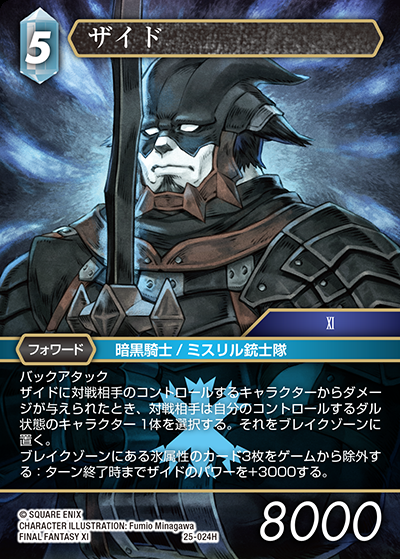 5
ザイド
XI
フォワード
暗黒騎士 / ミスリル銃士隊
バックアタック
ザイドに対戦相手のコントロールするキャラクターからダメー
ジが与えられたとき、対戦相手は自分のコントロールするダル
状態のキャラクター 1体を選択する。それをブレイクゾーンに
置く。
ブレイクゾーンにある氷属性のカード3枚をゲームから除外す
る：ターン終了時までザイドのパワーを+3000する。
© SQUARE ENIX
CHARACTER ILLUSTRATION: Fumio Minagawa
FINAL FANTASY XI
25-024H
8000